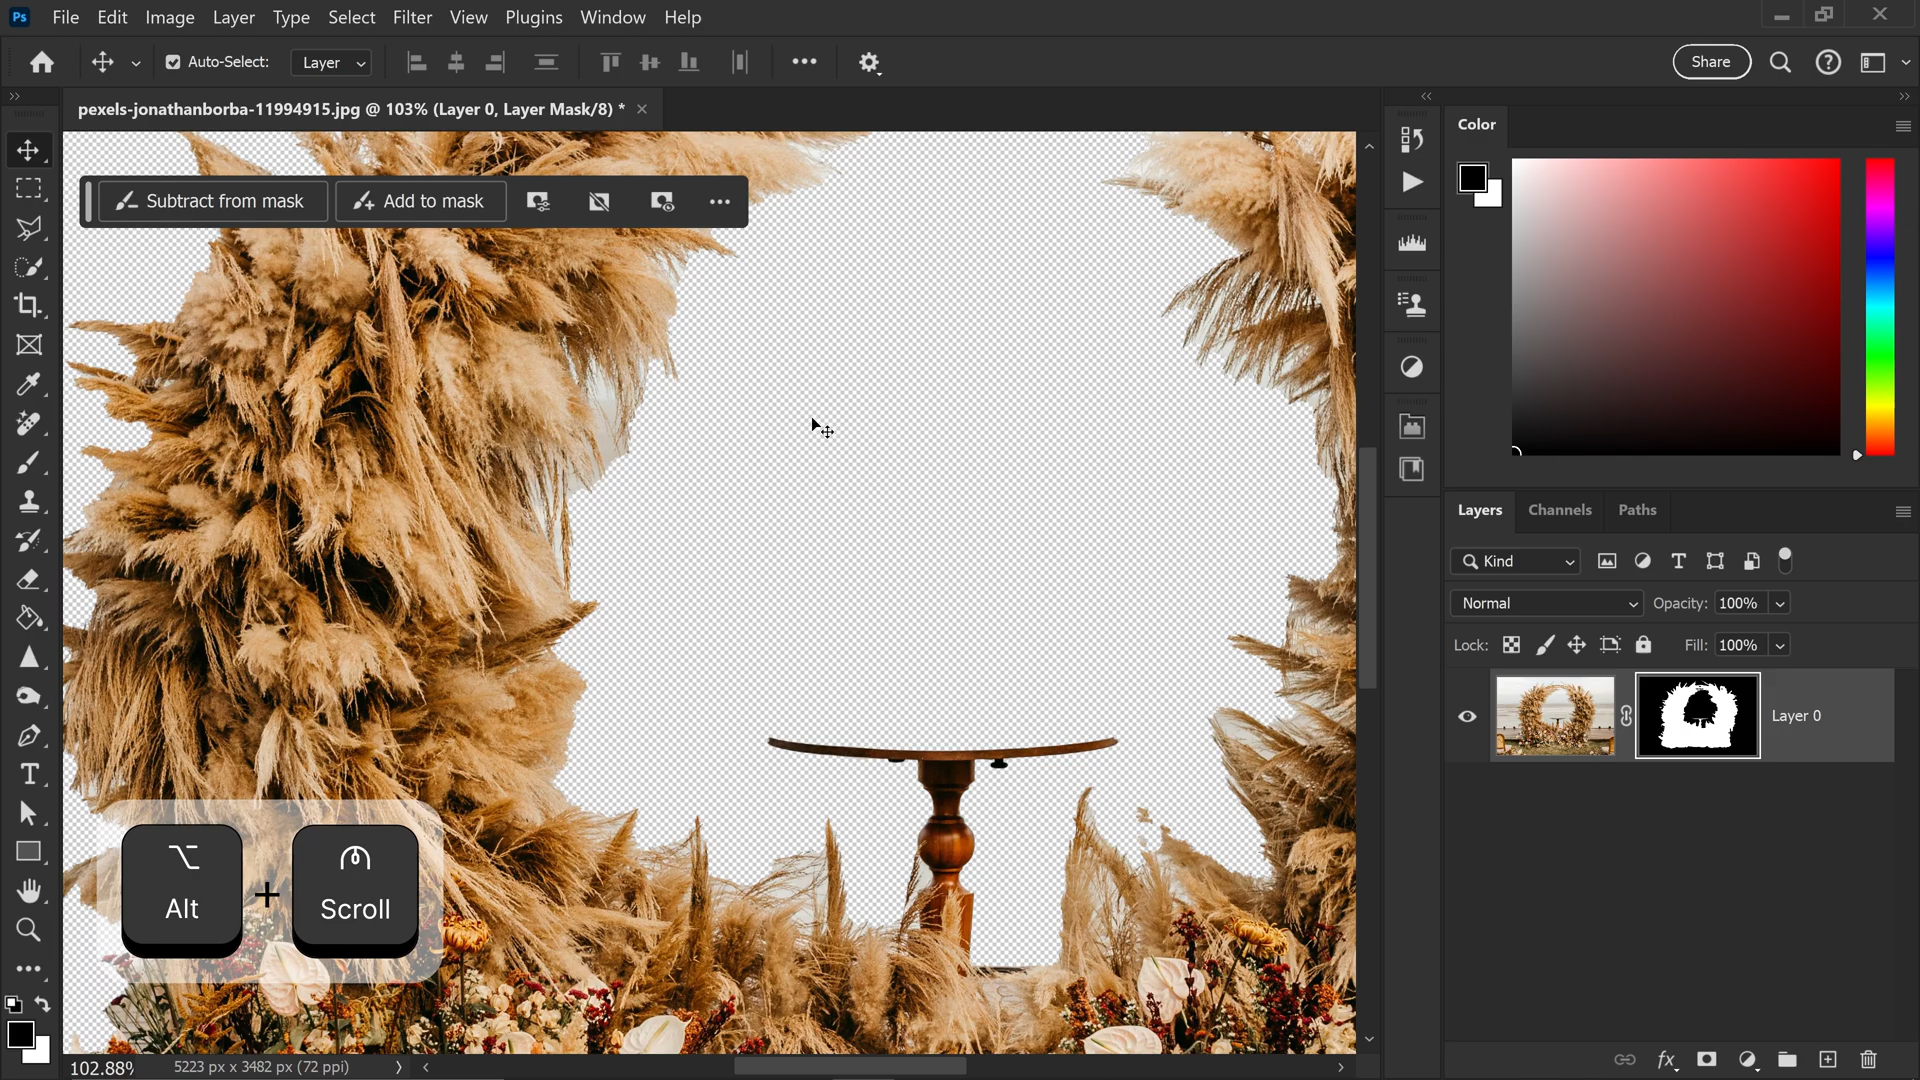 Ps File Edit Image Layer Type Select Filter View Plugins Window Help
Auto-Select: Layer Share
pexels-jonathanborba-11994915.jpg @ 103% (Layer 0, Layer Mask/8) *
Color
Subtract from mask Add to mask
Layers Channels Paths
Kind
Normal Opacity: 100%
Lock: Fill: 100%
Layer 0
Alt + Scroll
102.88% 5223 px x 3482 px (72 ppi)